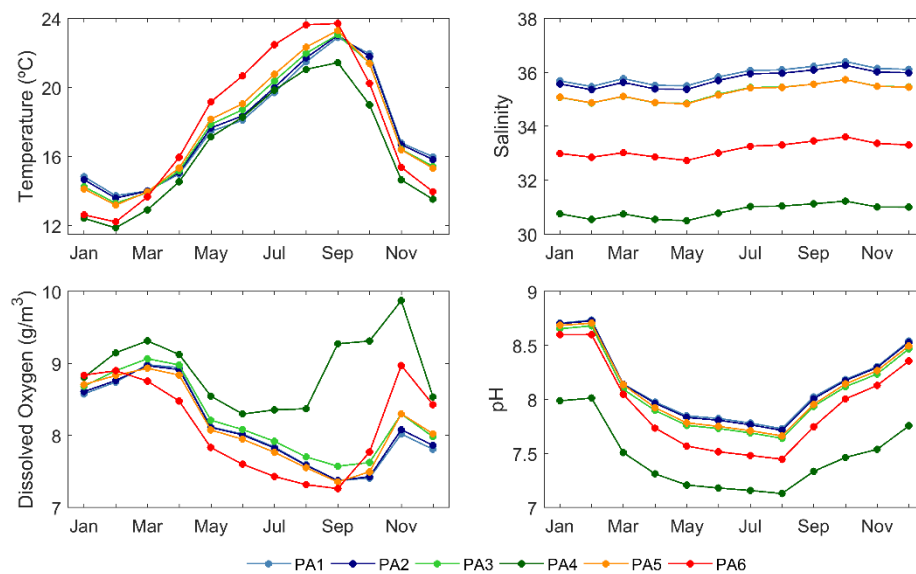 Temperature (ºC)
24
20
16
12
Jan Mar May Jul Sep Nov
Salinity
38
36
34
32
30
Jan Mar May Jul Sep Nov
Dissolved Oxygen (g/m³)
10
9
8
7
Jan Mar May Jul Sep Nov
pH
9
8.5
8
7.5
7
Jan Mar May Jul Sep Nov
PA1 PA2 PA3 PA4 PA5 PA6